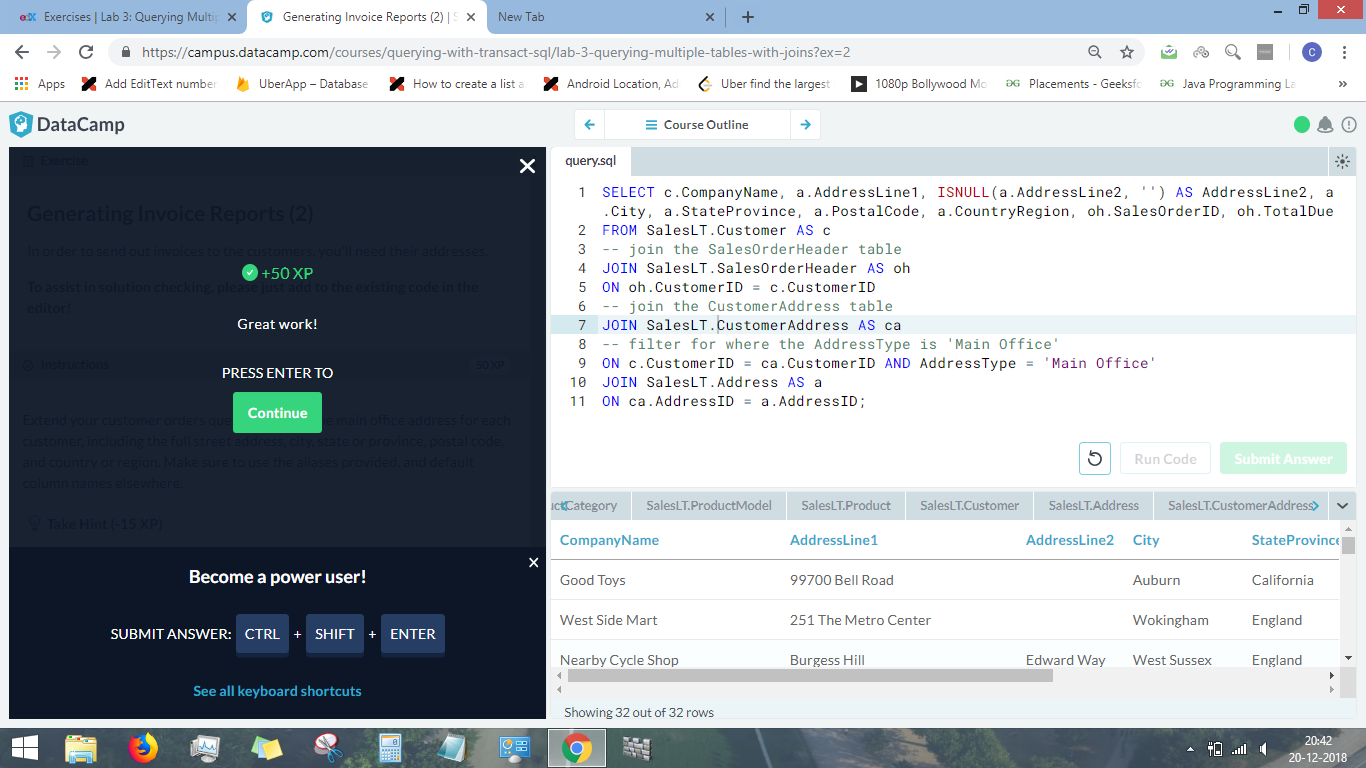 edX Exercises | Lab 3: Querying Multip
Generating Invoice Reports (2) | S
New Tab
https://campus.datacamp.com/courses/querying-with-transact-sql/lab-3-querying-multiple-tables-with-joins?ex=2
C
Apps
Add EditText number
UberApp – Database
How to create a list a
Android Location, Ad
Uber find the largest
1080p Bollywood Mo
Placements - Geeksfo
Java Programming La
»
DataCamp
Course Outline
Exercise
Generating Invoice Reports (2)
In order to send out invoices to the customers, you'll need their addresses.
+50 XP
To assist in solution checking, please just add to the existing code in the
editor!
Great work!
Instructions
50 XP
PRESS ENTER TO
Continue
Extend your customer orders que
e main office address for each
customer, including the full street address, city, state or province, postal code,
and country or region. Make sure to use the aliases provided, and default
column names elsewhere.
Take Hint (-15 XP)
Become a power user!
SUBMIT ANSWER: CTRL + SHIFT + ENTER
See all keyboard shortcuts
query.sql
1 SELECT c.CompanyName, a.AddressLine1, ISNULL(a.AddressLine2, '') AS AddressLine2, a
.City, a.StateProvince, a.PostalCode, a.CountryRegion, oh.SalesOrderID, oh.TotalDue
2 FROM SalesLT.Customer AS c
3 -- join the SalesOrderHeader table
4 JOIN SalesLT.SalesOrderHeader AS oh
5 ON oh.CustomerID = c.CustomerID
6 -- join the CustomerAddress table
7 JOIN SalesLT.CustomerAddress AS ca
8 -- filter for where the AddressType is 'Main Office'
9 ON c.CustomerID = ca.CustomerID AND AddressType = 'Main Office'
10 JOIN SalesLT.Address AS a
11 ON ca.AddressID = a.AddressID;
Run Code
Submit Answer
uctCategory SalesLT.ProductModel SalesLT.Product SalesLT.Customer SalesLT.Address SalesLT.CustomerAddress
CompanyName AddressLine1 AddressLine2 City StateProvince
Good Toys 99700 Bell Road Auburn California
West Side Mart 251 The Metro Center Wokingham England
Nearby Cycle Shop Burgess Hill Edward Way West Sussex England
Showing 32 out of 32 rows
20:42
20-12-2018